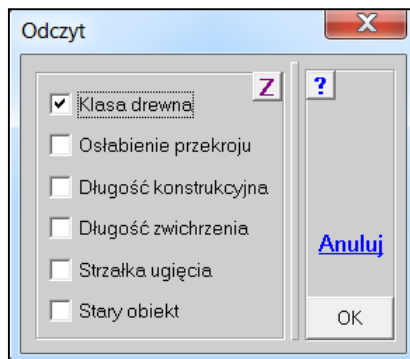 Odczyt
Z
?
Klasa drewna
Osłabienie przekroju
Długość konstrukcyjna
Długość zwichrzenia
Anuluj
Strzałka ugięcia
Stary obiekt
OK